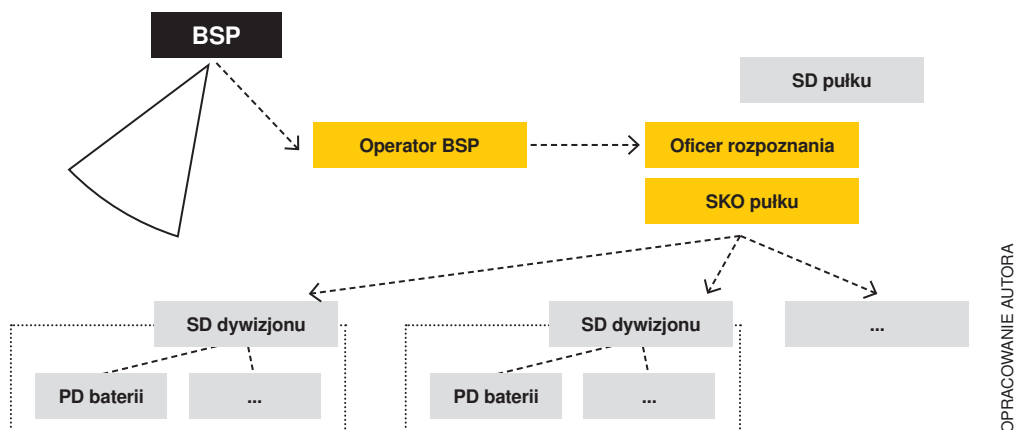 BSP
SD pułku
Operator BSP
Oficer rozpoznania
SKO pułku
SD dywizjonu
SD dywizjonu
...
PD baterii
...
PD baterii
...
OPRACOWANIE AUTORA